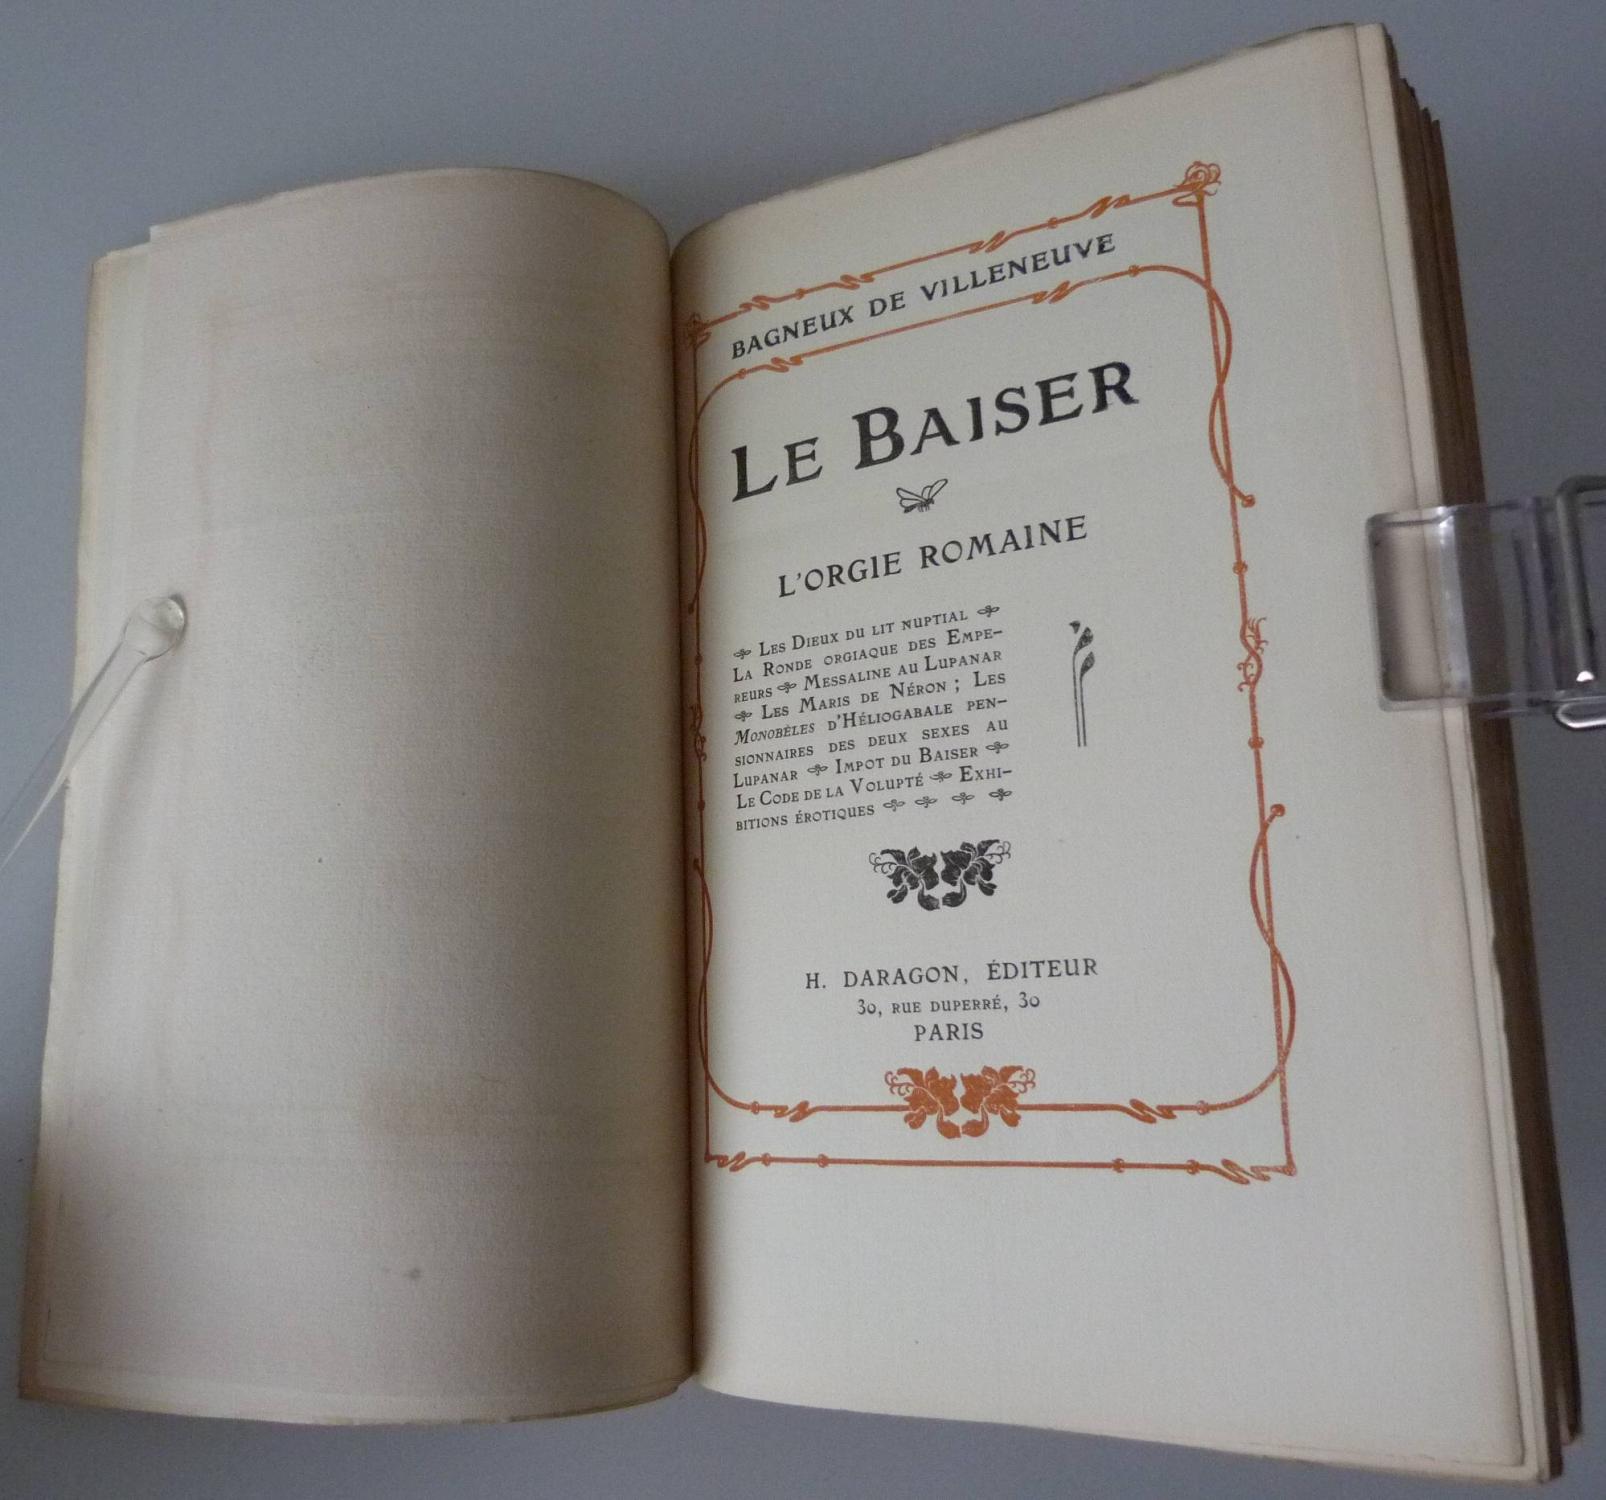 BAGNEUX DE VILLENEUVE
LE BAISER
L'ORGIE ROMAINE
LES DIEUX DU LIT NUPTIAL
LA RONDE ORGIAQUE DES EMPE-
REURS MESSALINE AU LUPANAR
LES MARIS DE NÉRON ; LES
MONOBÈLES D'HÉLIOGABALE PEN-
SIONNAIRES DES DEUX SEXES AU
LUPANAR IMPOT DU BAISER
LE CODE DE LA VOLUPTÉ EXHI-
BITIONS ÉROTIQUES
H. DARAGON, ÉDITEUR
30, RUE DUPERRÉ, 30
PARIS